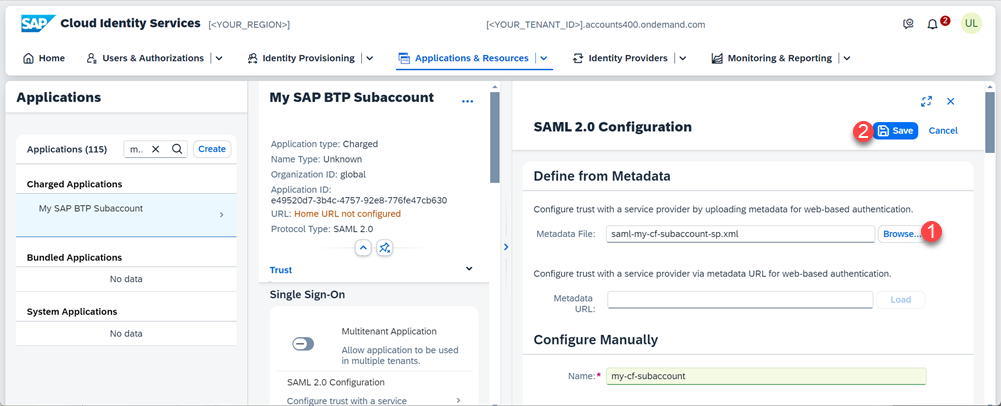 SAP Cloud Identity Services [<YOUR_REGION>] [<YOUR_TENANT_ID>].accounts400.ondemand.com 2 UL
Home Users & Authorizations Identity Provisioning Applications & Resources Identity Providers Monitoring & Reporting
Applications
Applications (115) m.. Create
Charged Applications
My SAP BTP Subaccount
Bundled Applications
No data
System Applications
No data
My SAP BTP Subaccount ...
Application type: Charged
Name Type: Unknown
Organization ID: global
Application ID:
e49520d7-3b4c-4757-92e8-776fe47cb630
URL: Home URL not configured
Protocol Type: SAML 2.0
Trust
Single Sign-On
Multitenant Application
Allow application to be used
in multiple tenants.
SAML 2.0 Configuration
Configure trust with a service
SAML 2.0 Configuration 2 Save Cancel
Define from Metadata
Configure trust with a service provider by uploading metadata for web-based authentication.
Metadata File: saml-my-cf-subaccount-sp.xml Browse... 1
Configure trust with a service provider via metadata URL for web-based authentication.
Metadata
URL: Load
Configure Manually
Name:* my-cf-subaccount